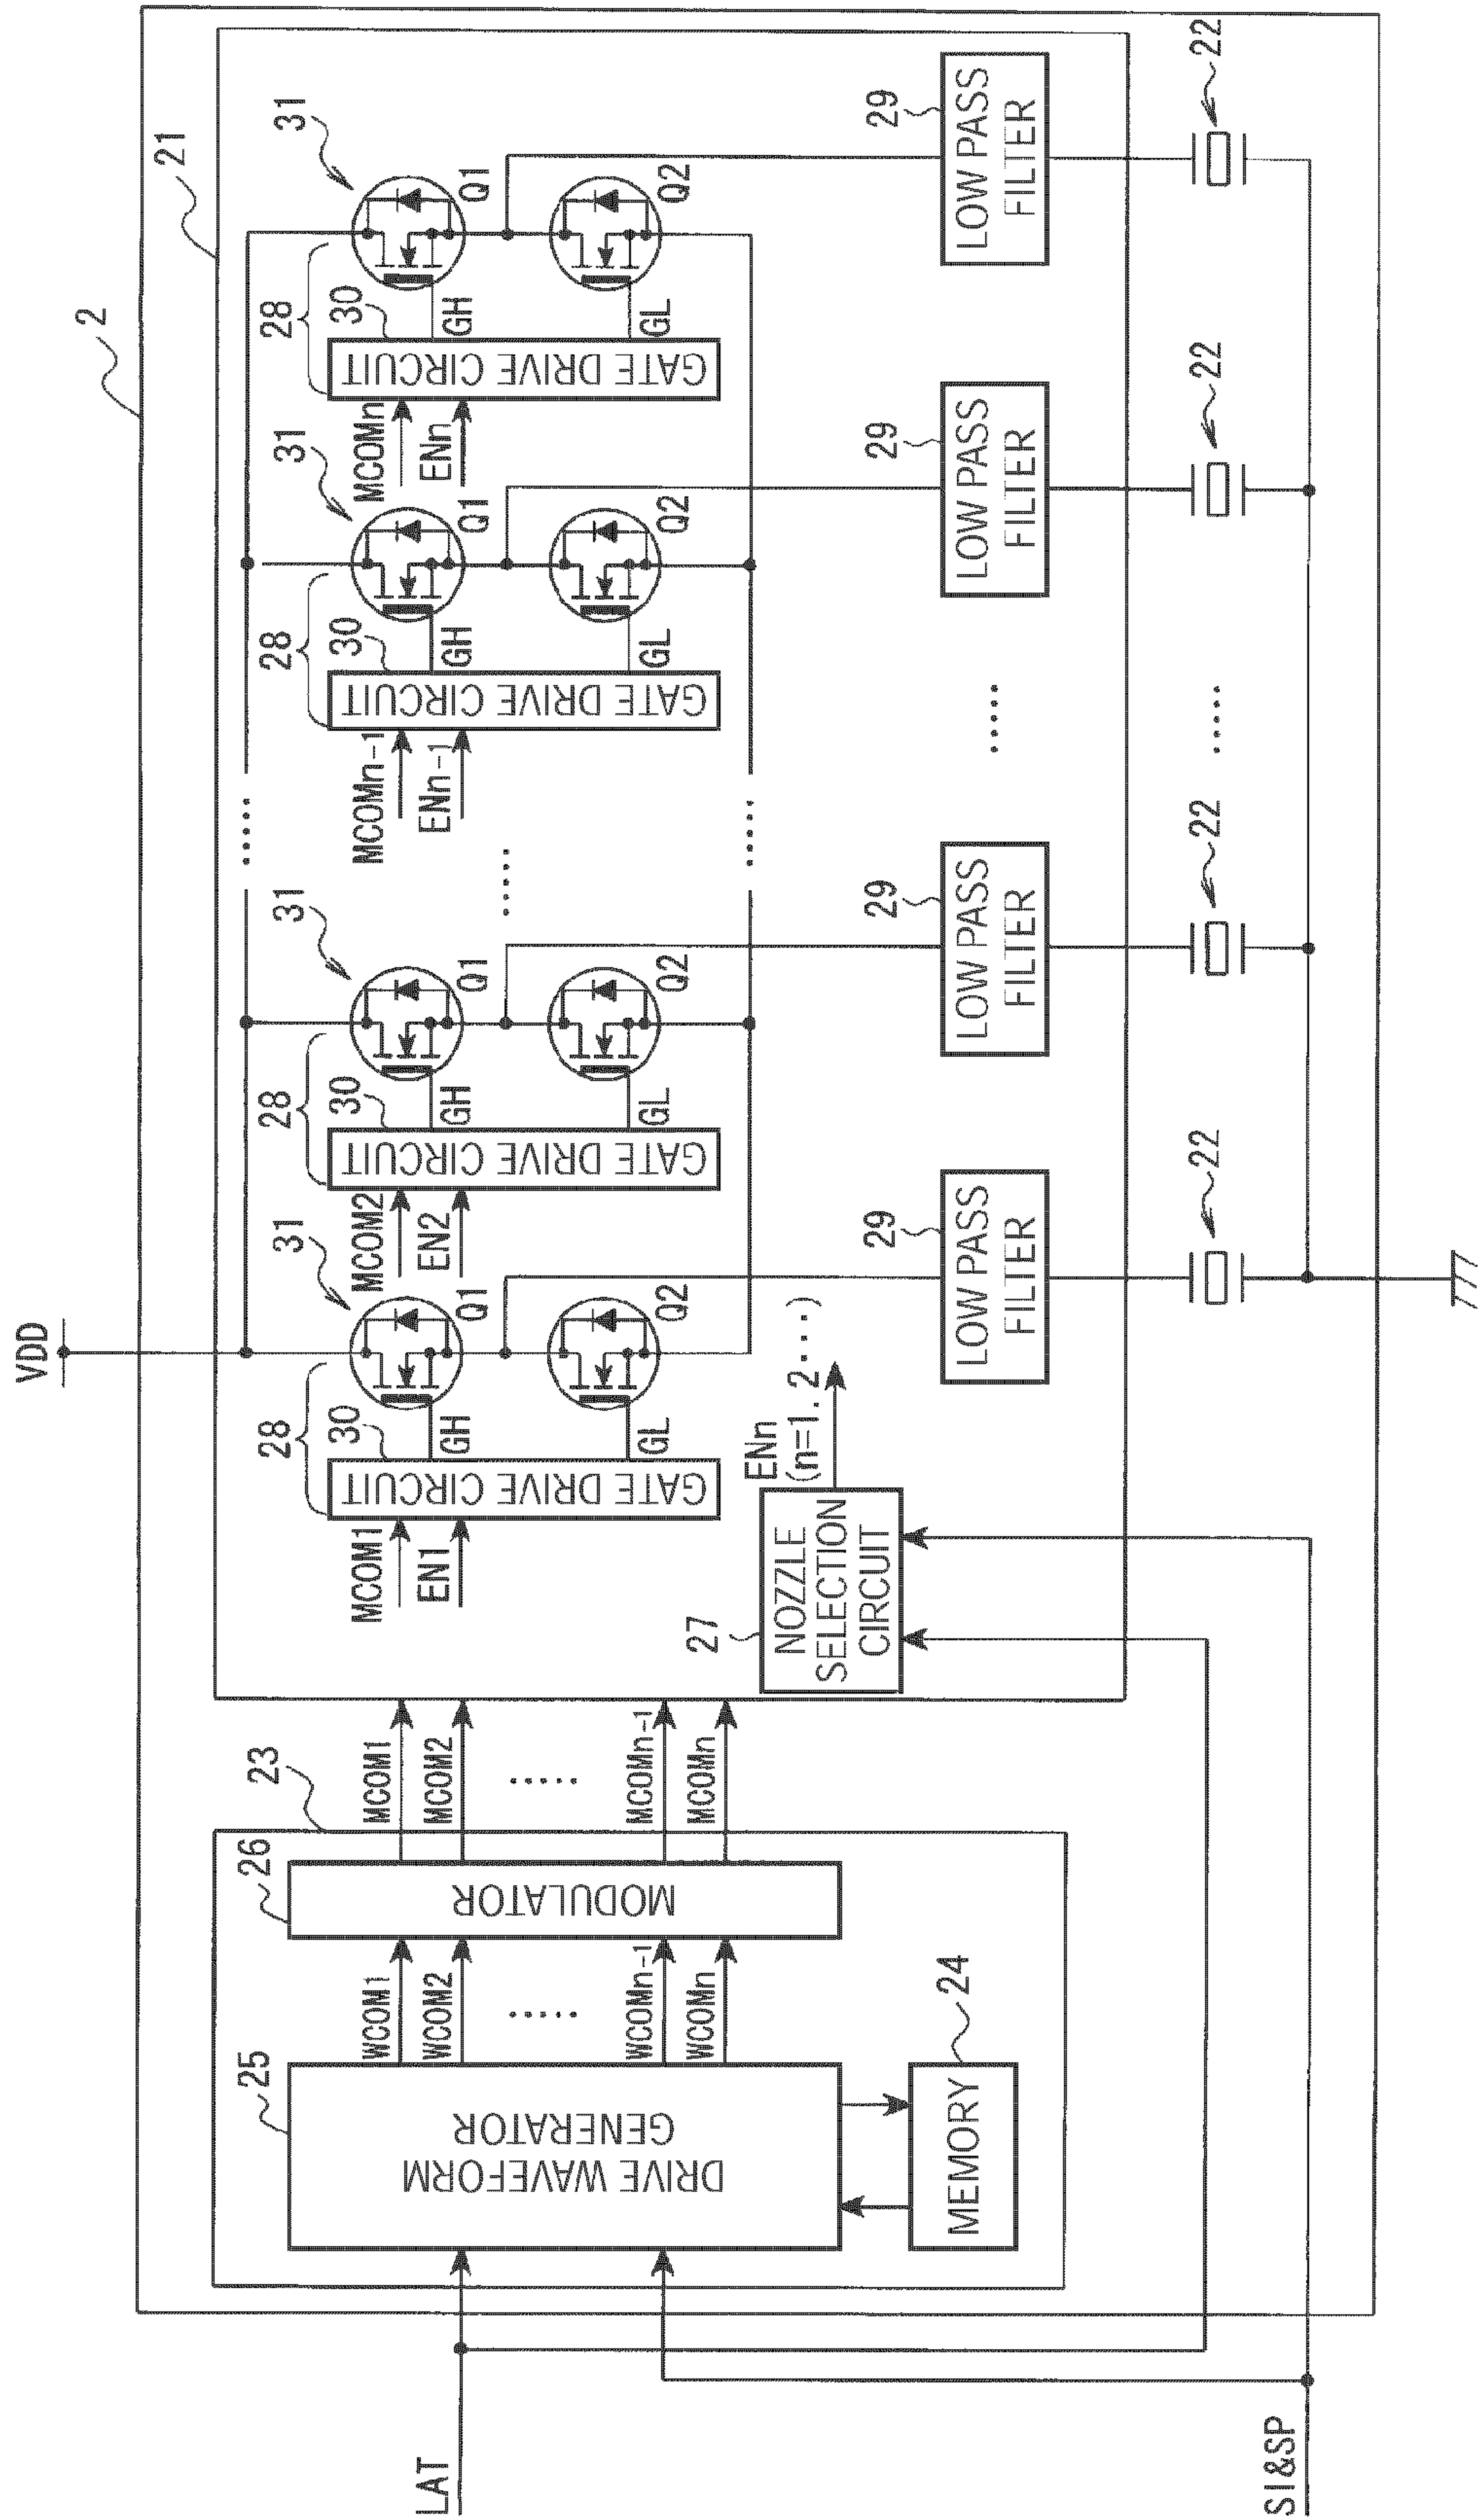 VDD
2
21
23
25
26
24
27
DRIVE WAVEFORM
GENERATOR
MEMORY
MODULATOR
WCOM1
WCOM2
.....
WCOMn-1
WCOMn
MCOM1
MCOM2
.....
MCOMn-1
MCOMn
LAT
SI&SP
NOZZLE
SELECTION
CIRCUIT
ENn
(n=1. 2...)
MCOM1
EN1
28
30
GATE DRIVE CIRCUIT
GH
GL
31
Q1
Q2
MCOM2
EN2
28
30
GATE DRIVE CIRCUIT
GH
GL
31
Q1
Q2
.....
.....
.....
MCOMn-1
ENn-1
28
30
GATE DRIVE CIRCUIT
GH
GL
31
Q1
Q2
MCOMn
ENn
28
30
GATE DRIVE CIRCUIT
GH
GL
31
Q1
Q2
29
LOW PASS
FILTER
29
LOW PASS
FILTER
.....
29
LOW PASS
FILTER
29
LOW PASS
FILTER
22
22
.....
22
22